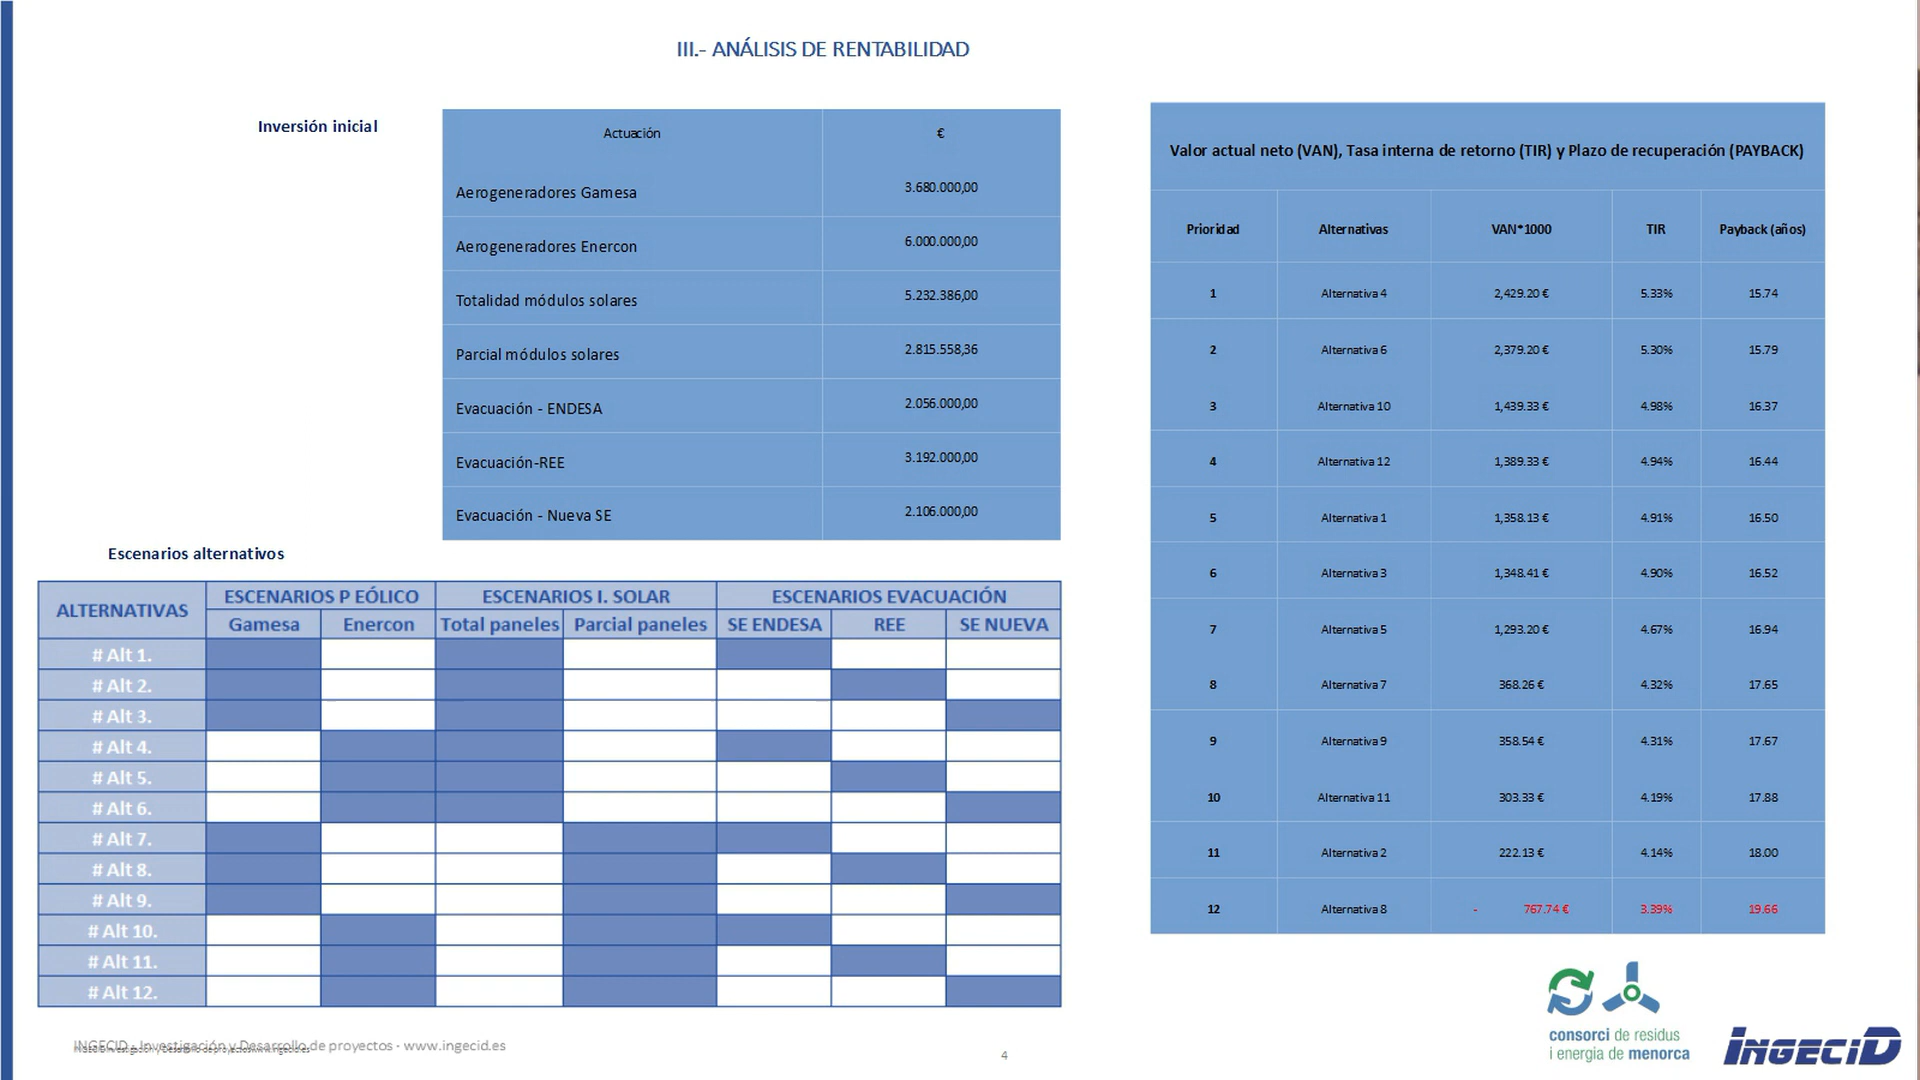 III.- ANÁLISIS DE RENTABILIDAD
Inversión inicial
Actuación €
Aerogeneradores Gamesa 3.680.000,00
Aerogeneradores Enercon 6.000.000,00
Totalidad módulos solares 5.232.386,00
Parcial módulos solares 2.815.558,36
Evacuación - ENDESA 2.056.000,00
Evacuación-REE 3.192.000,00
Evacuación - Nueva SE 2.106.000,00
Escenarios alternativos
ALTERNATIVAS ESCENARIOS P EÓLICO ESCENARIOS I. SOLAR ESCENARIOS EVACUACIÓN
Gamesa Enercon Total paneles Parcial paneles SE ENDESA REE SE NUEVA
# Alt 1.
# Alt 2.
# Alt 3.
# Alt 4.
# Alt 5.
# Alt 6.
# Alt 7.
# Alt 8.
# Alt 9.
# Alt 10.
# Alt 11.
# Alt 12.
Valor actual neto (VAN), Tasa interna de retorno (TIR) y Plazo de recuperación (PAYBACK)
Prioridad Alternativas VAN*1000 TIR Payback (años)
1 Alternativa 4 2,429.20 € 5.33% 15.74
2 Alternativa 6 2,379.20 € 5.30% 15.79
3 Alternativa 10 1,439.33 € 4.98% 16.37
4 Alternativa 12 1,389.33 € 4.94% 16.44
5 Alternativa 1 1,358.13 € 4.91% 16.50
6 Alternativa 3 1,348.41 € 4.90% 16.52
7 Alternativa 5 1,293.20 € 4.67% 16.94
8 Alternativa 7 368.26 € 4.32% 17.65
9 Alternativa 9 358.54 € 4.31% 17.67
10 Alternativa 11 303.33 € 4.19% 17.88
11 Alternativa 2 222.13 € 4.14% 18.00
12 Alternativa 8 - 767.74 € 3.39% 19.66
consorci de residus
i energia de menorca
INGECID
INGECID · Investigación y Desarrollo de proyectos · www.ingecid.es
4